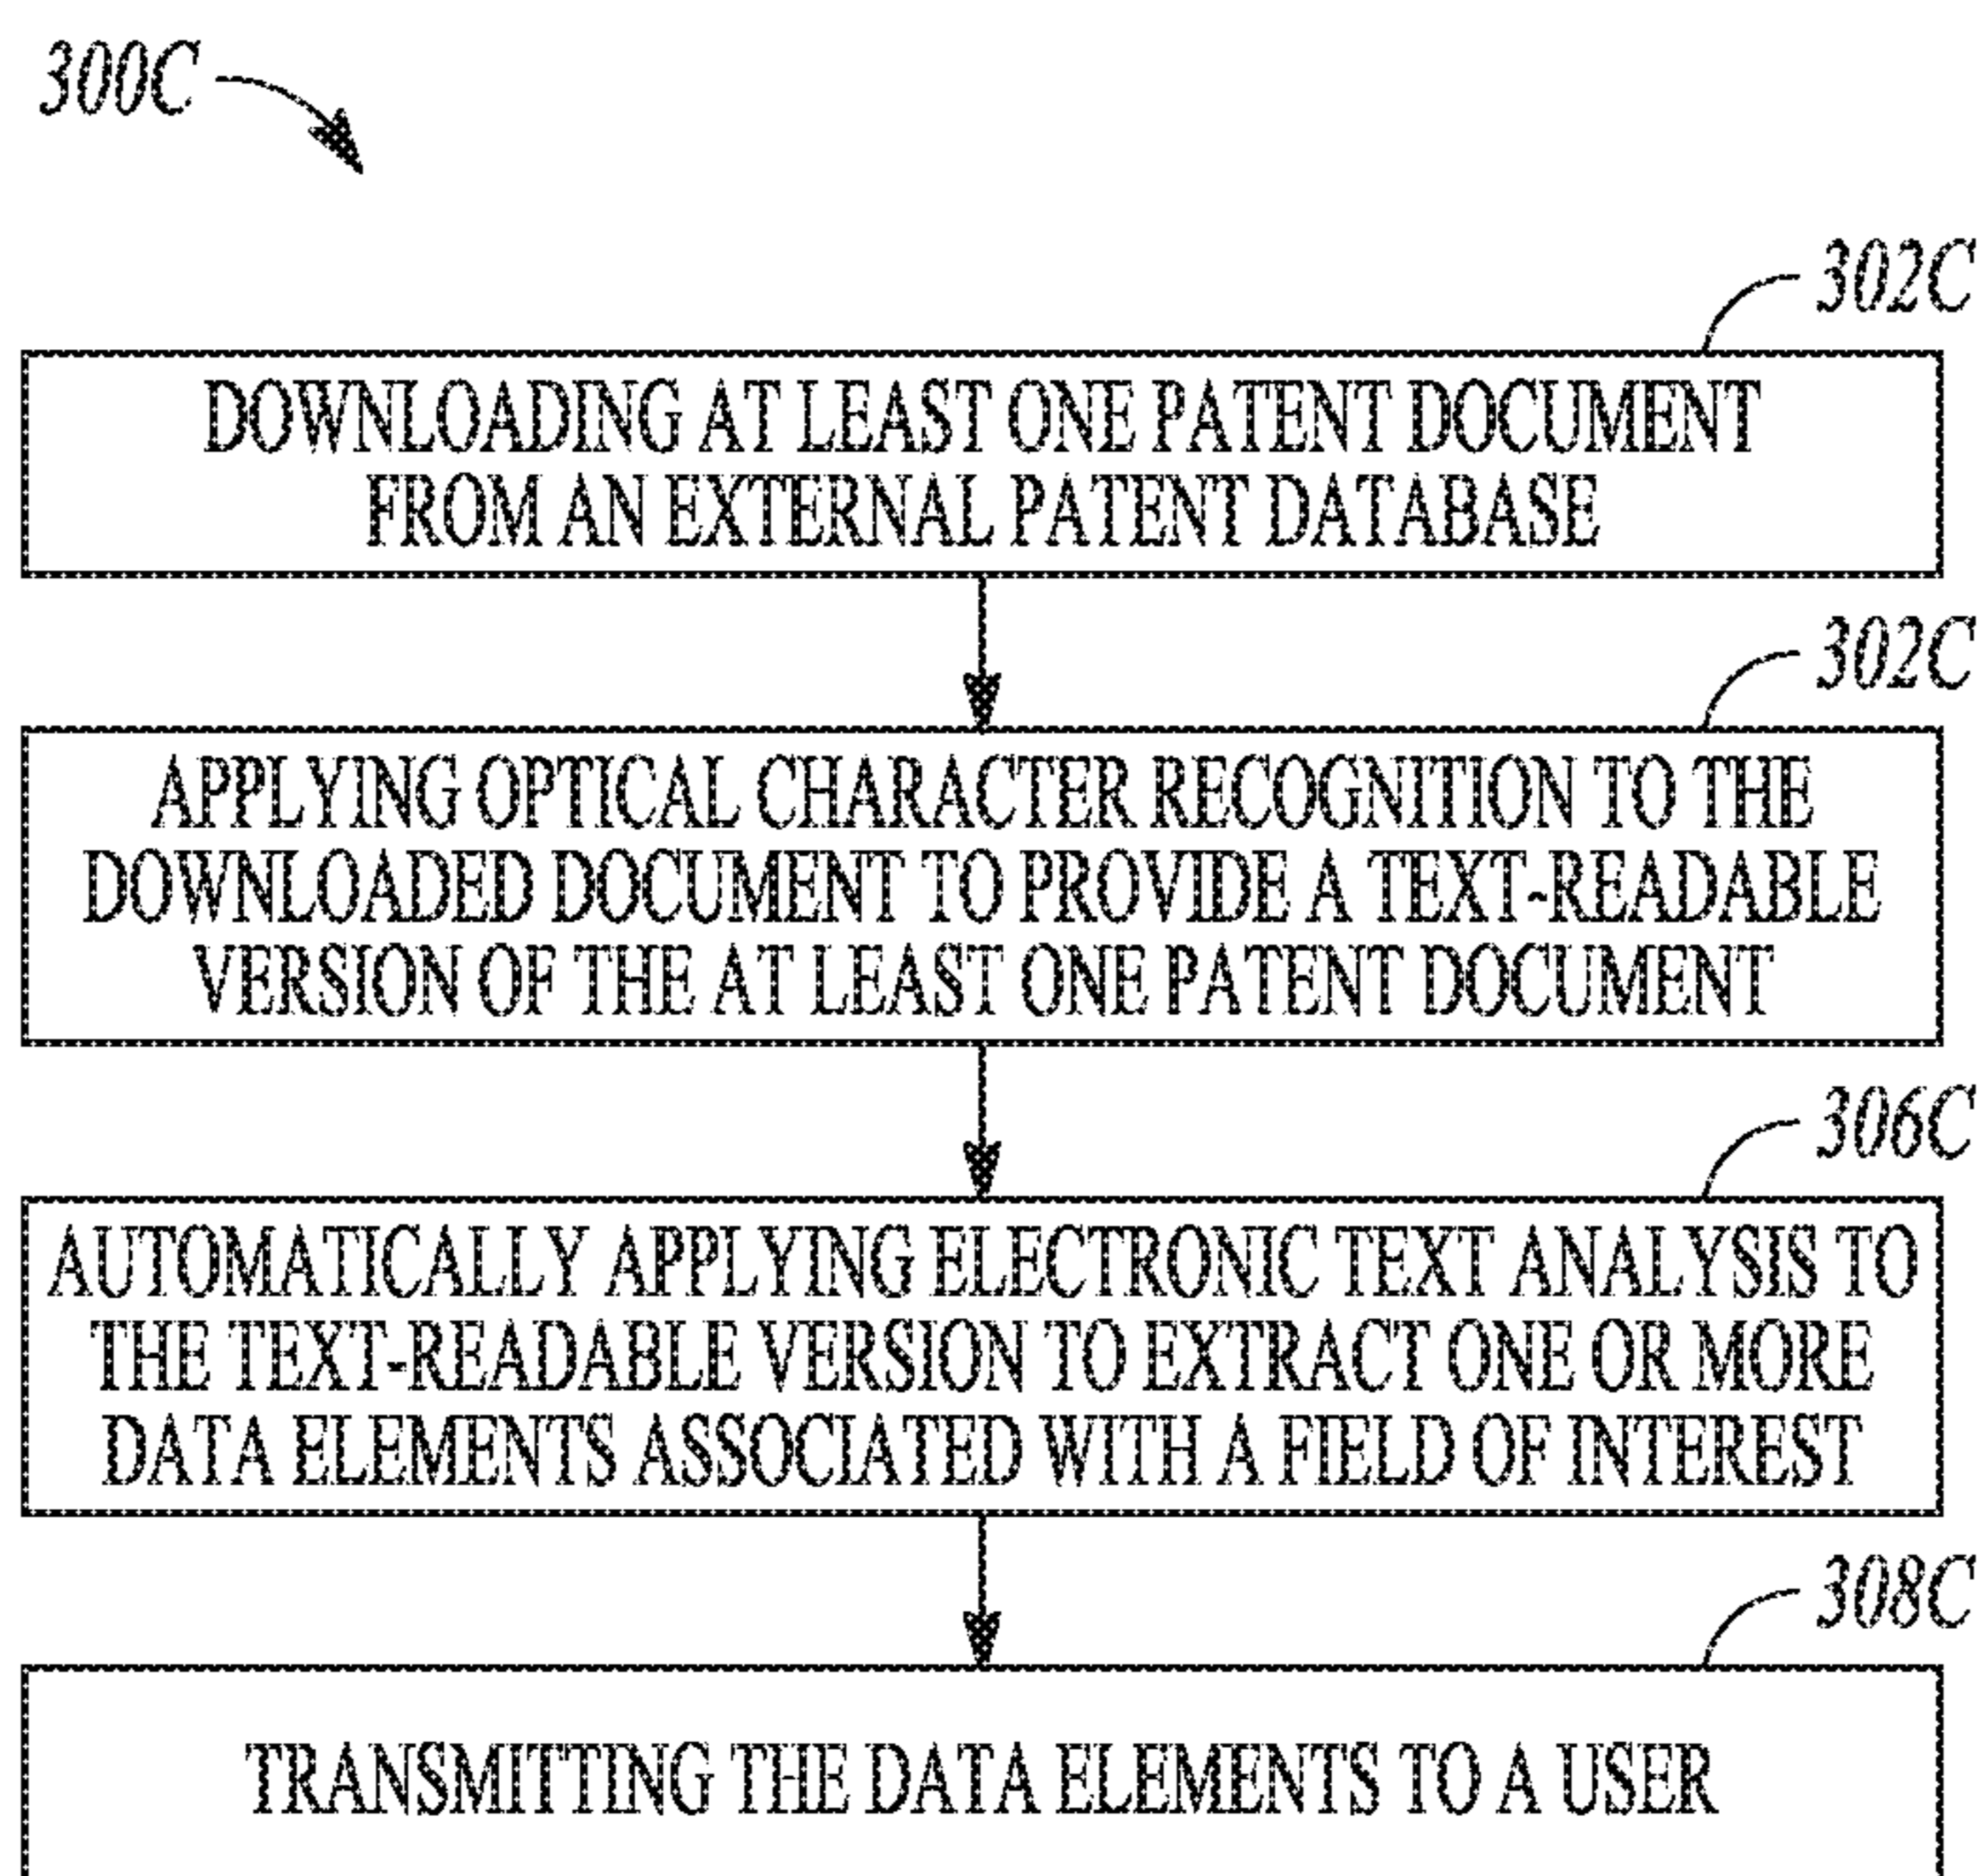 300C
302C
DOWNLOADING AT LEAST ONE PATENT DOCUMENT
FROM AN EXTERNAL PATENT DATABASE
302C
APPLYING OPTICAL CHARACTER RECOGNITION TO THE
DOWNLOADED DOCUMENT TO PROVIDE A TEXT-READABLE
VERSION OF THE AT LEAST ONE PATENT DOCUMENT
306C
AUTOMATICALLY APPLYING ELECTRONIC TEXT ANALYSIS TO
THE TEXT-READABLE VERSION TO EXTRACT ONE OR MORE
DATA ELEMENTS ASSOCIATED WITH A FIELD OF INTEREST
308C
TRANSMITTING THE DATA ELEMENTS TO A USER